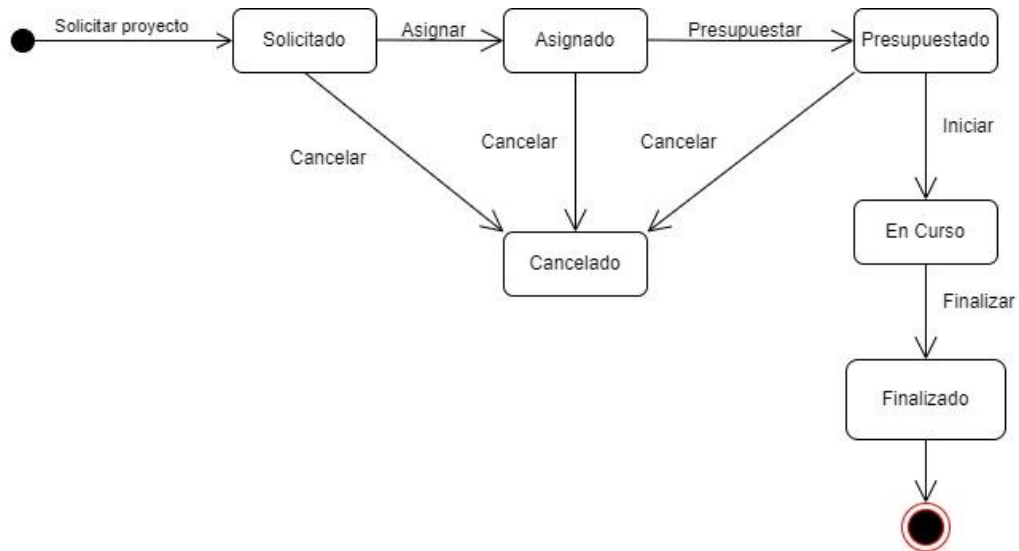 Solicitar proyecto
Solicitado
Asignar
Asignado
Presupuestar
Presupuestado
Cancelar
Cancelar
Cancelar
Iniciar
En Curso
Cancelado
Finalizar
Finalizado